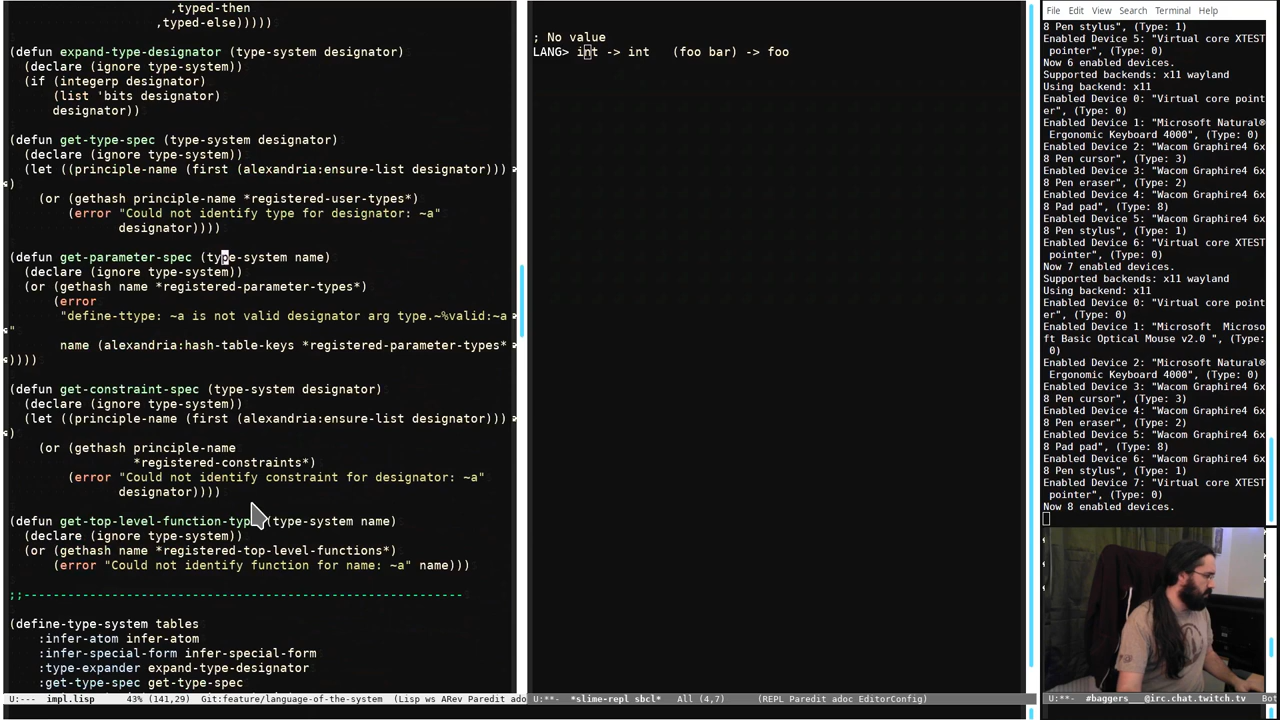 ,typed-then
,typed-else)))))
(defun expand-type-designator (type-system designator)
(declare (ignore type-system))
(if (integerp designator)
(list 'bits designator)
designator))
(defun get-type-spec (type-system designator)
(declare (ignore type-system))
(let ((principle-name (first (alexandria:ensure-list designator)))
)
(or (gethash principle-name *registered-user-types*)
(error "Could not identify type for designator: ~a"
designator))))
(defun get-parameter-spec (type-system name)
(declare (ignore type-system))
(or (gethash name *registered-parameter-types*)
(error
"define-ttype: ~a is not valid designator arg type.~%valid:~a
"
name (alexandria:hash-table-keys *registered-parameter-types*
))))
(defun get-constraint-spec (type-system designator)
(declare (ignore type-system))
(let ((principle-name (first (alexandria:ensure-list designator)))
)
(or (gethash principle-name
*registered-constraints*)
(error "Could not identify constraint for designator: ~a"
designator))))
(defun get-top-level-function-typ (type-system name)
(declare (ignore type-system))
(or (gethash name *registered-top-level-functions*)
(error "Could not identify function for name: ~a" name)))
;;------------------------------------------------------------
(define-type-system tables
:infer-atom infer-atom
:infer-special-form infer-special-form
:type-expander expand-type-designator
:get-type-spec get-type-spec
U:--- impl.lisp 43% (141,29) Git:feature/language-of-the-system (Lisp ws ARev Paredit ado
; No value
LANG> int -> int (foo bar) -> foo
U:**- *slime-repl sbcl* All (4,7) (REPL Paredit adoc EditorConfig)
File Edit View Search Terminal Help
8 Pen stylus", (Type: 1)
Enabled Device 5: "Virtual core XTEST
pointer", (Type: 0)
Now 6 enabled devices.
Supported backends: x11 wayland
Using backend: x11
Enabled Device 0: "Virtual core point
er", (Type: 0)
Enabled Device 1: "Microsoft Natural®
Ergonomic Keyboard 4000", (Type: 0)
Enabled Device 2: "Wacom Graphire4 6x
8 Pen cursor", (Type: 3)
Enabled Device 3: "Wacom Graphire4 6x
8 Pen eraser", (Type: 2)
Enabled Device 4: "Wacom Graphire4 6x
8 Pad pad", (Type: 8)
Enabled Device 5: "Wacom Graphire4 6x
8 Pen stylus", (Type: 1)
Enabled Device 6: "Virtual core XTEST
pointer", (Type: 0)
Now 7 enabled devices.
Supported backends: x11 wayland
Using backend: x11
Enabled Device 0: "Virtual core point
er", (Type: 0)
Enabled Device 1: "Microsoft  Microso
ft Basic Optical Mouse v2.0 ", (Type:
0)
Enabled Device 2: "Microsoft Natural®
Ergonomic Keyboard 4000", (Type: 0)
Enabled Device 3: "Wacom Graphire4 6x
8 Pen cursor", (Type: 3)
Enabled Device 4: "Wacom Graphire4 6x
8 Pen eraser", (Type: 2)
Enabled Device 5: "Wacom Graphire4 6x
8 Pad pad", (Type: 8)
Enabled Device 6: "Wacom Graphire4 6x
8 Pen stylus", (Type: 1)
Enabled Device 7: "Virtual core XTEST
pointer", (Type: 0)
Now 8 enabled devices.
U:**- #baggers__@irc.chat.twitch.tv Bot